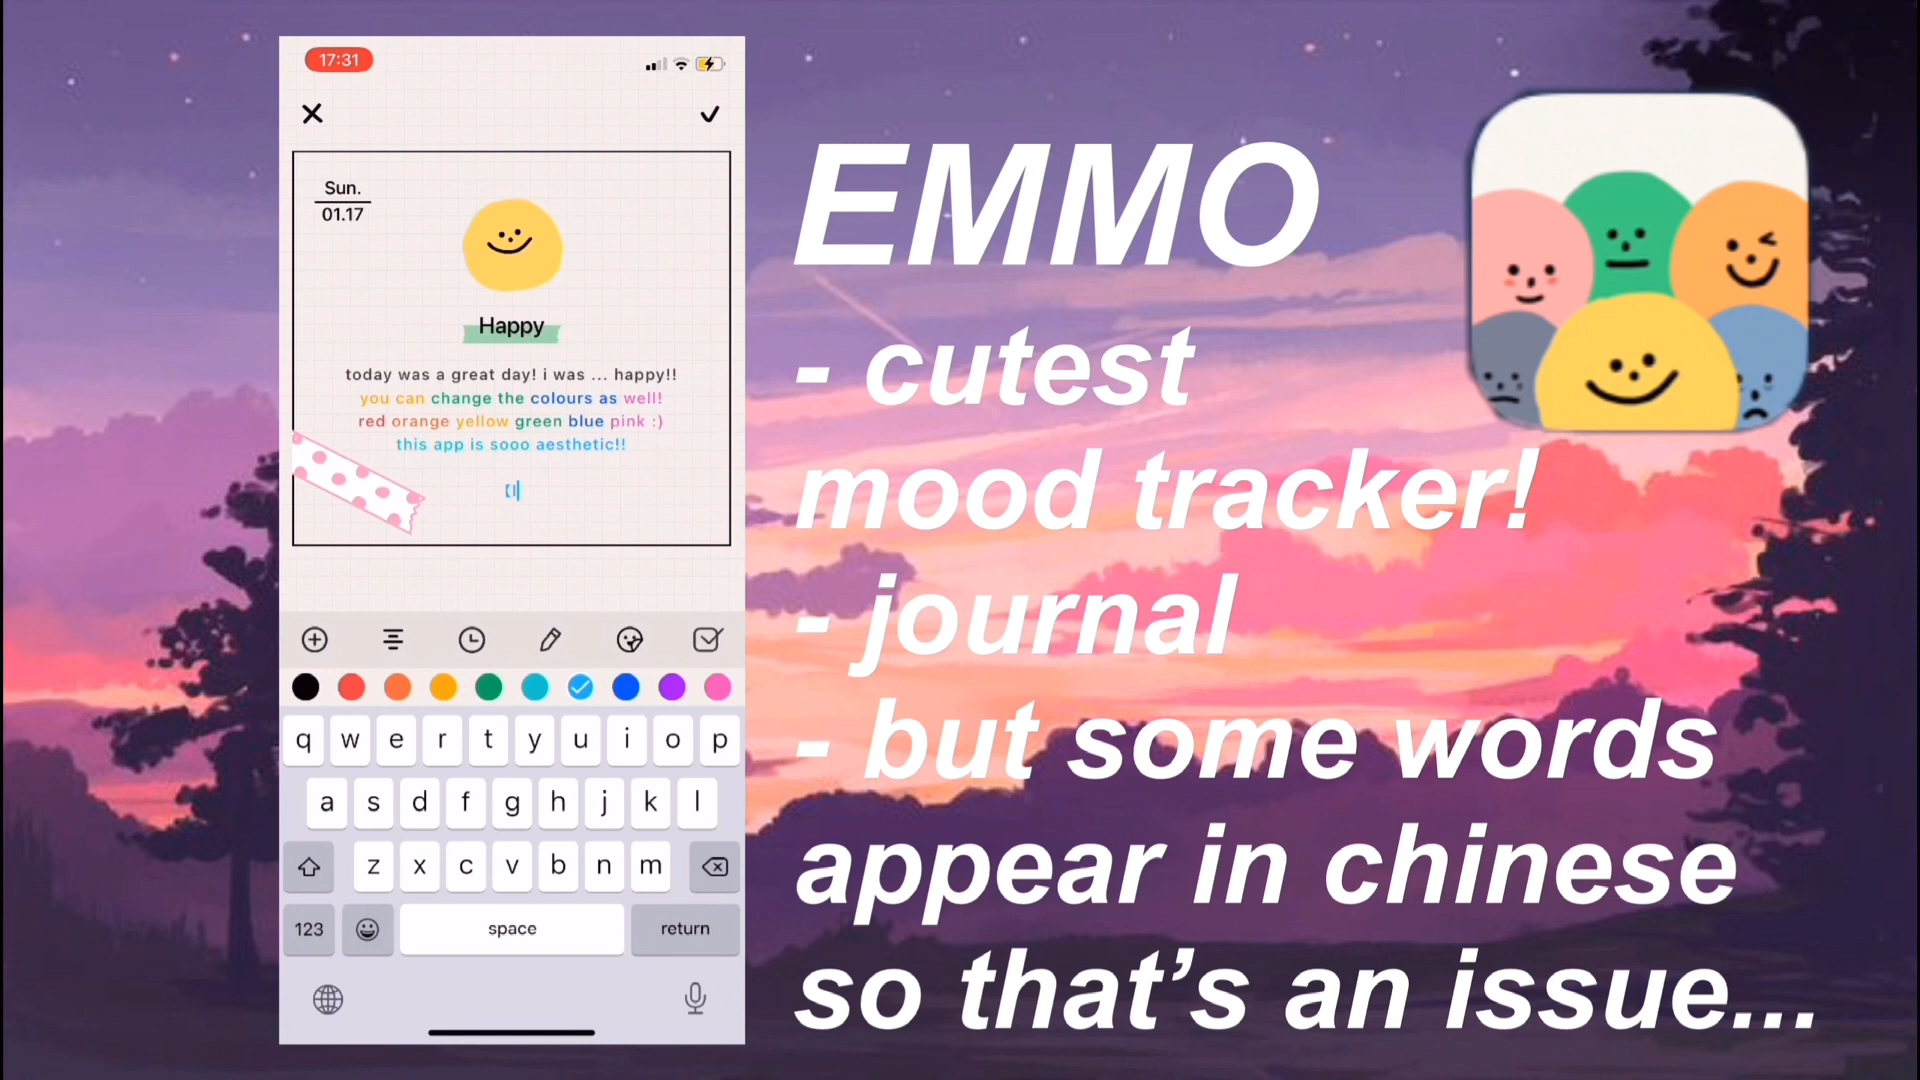 17:31
Sun.
01.17
Happy
today was a great day! i was ... happy!!
you can change the colours as well!
red orange yellow green blue pink :)
this app is sooo aesthetic!!
q w e r t y u i o p
a s d f g h j k l
z x c v b n m
123 space return
EMMO
- cutest
mood tracker!
- journal
- but some words
appear in chinese
so that's an issue...